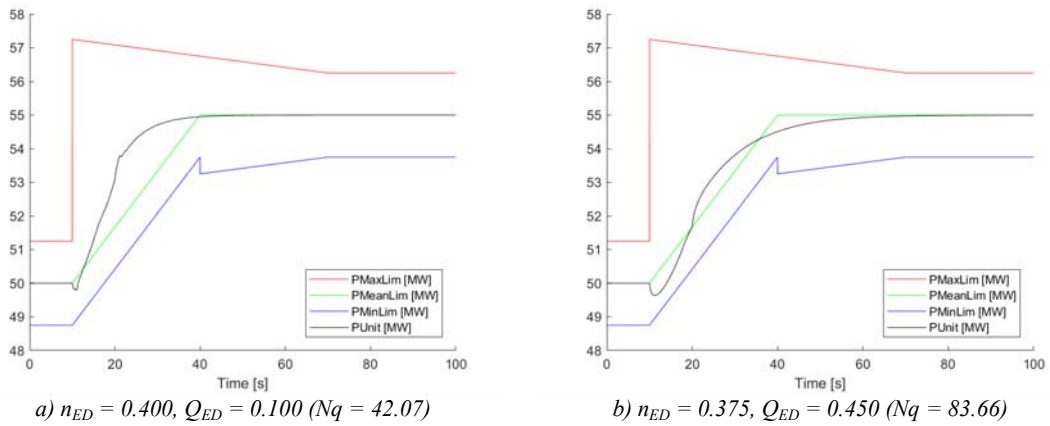 58
57
56
55
54
53
52
51
50
49
48
0 20 40 60 80 100
Time [s]
PMaxLim [MW]
PMeanLim [MW]
PMinLim [MW]
PUnit [MW]
a) nED = 0.400, QED = 0.100 (Nq = 42.07)
58
57
56
55
54
53
52
51
50
49
48
0 20 40 60 80 100
Time [s]
PMaxLim [MW]
PMeanLim [MW]
PMinLim [MW]
PUnit [MW]
b) nED = 0.375, QED = 0.450 (Nq = 83.66)